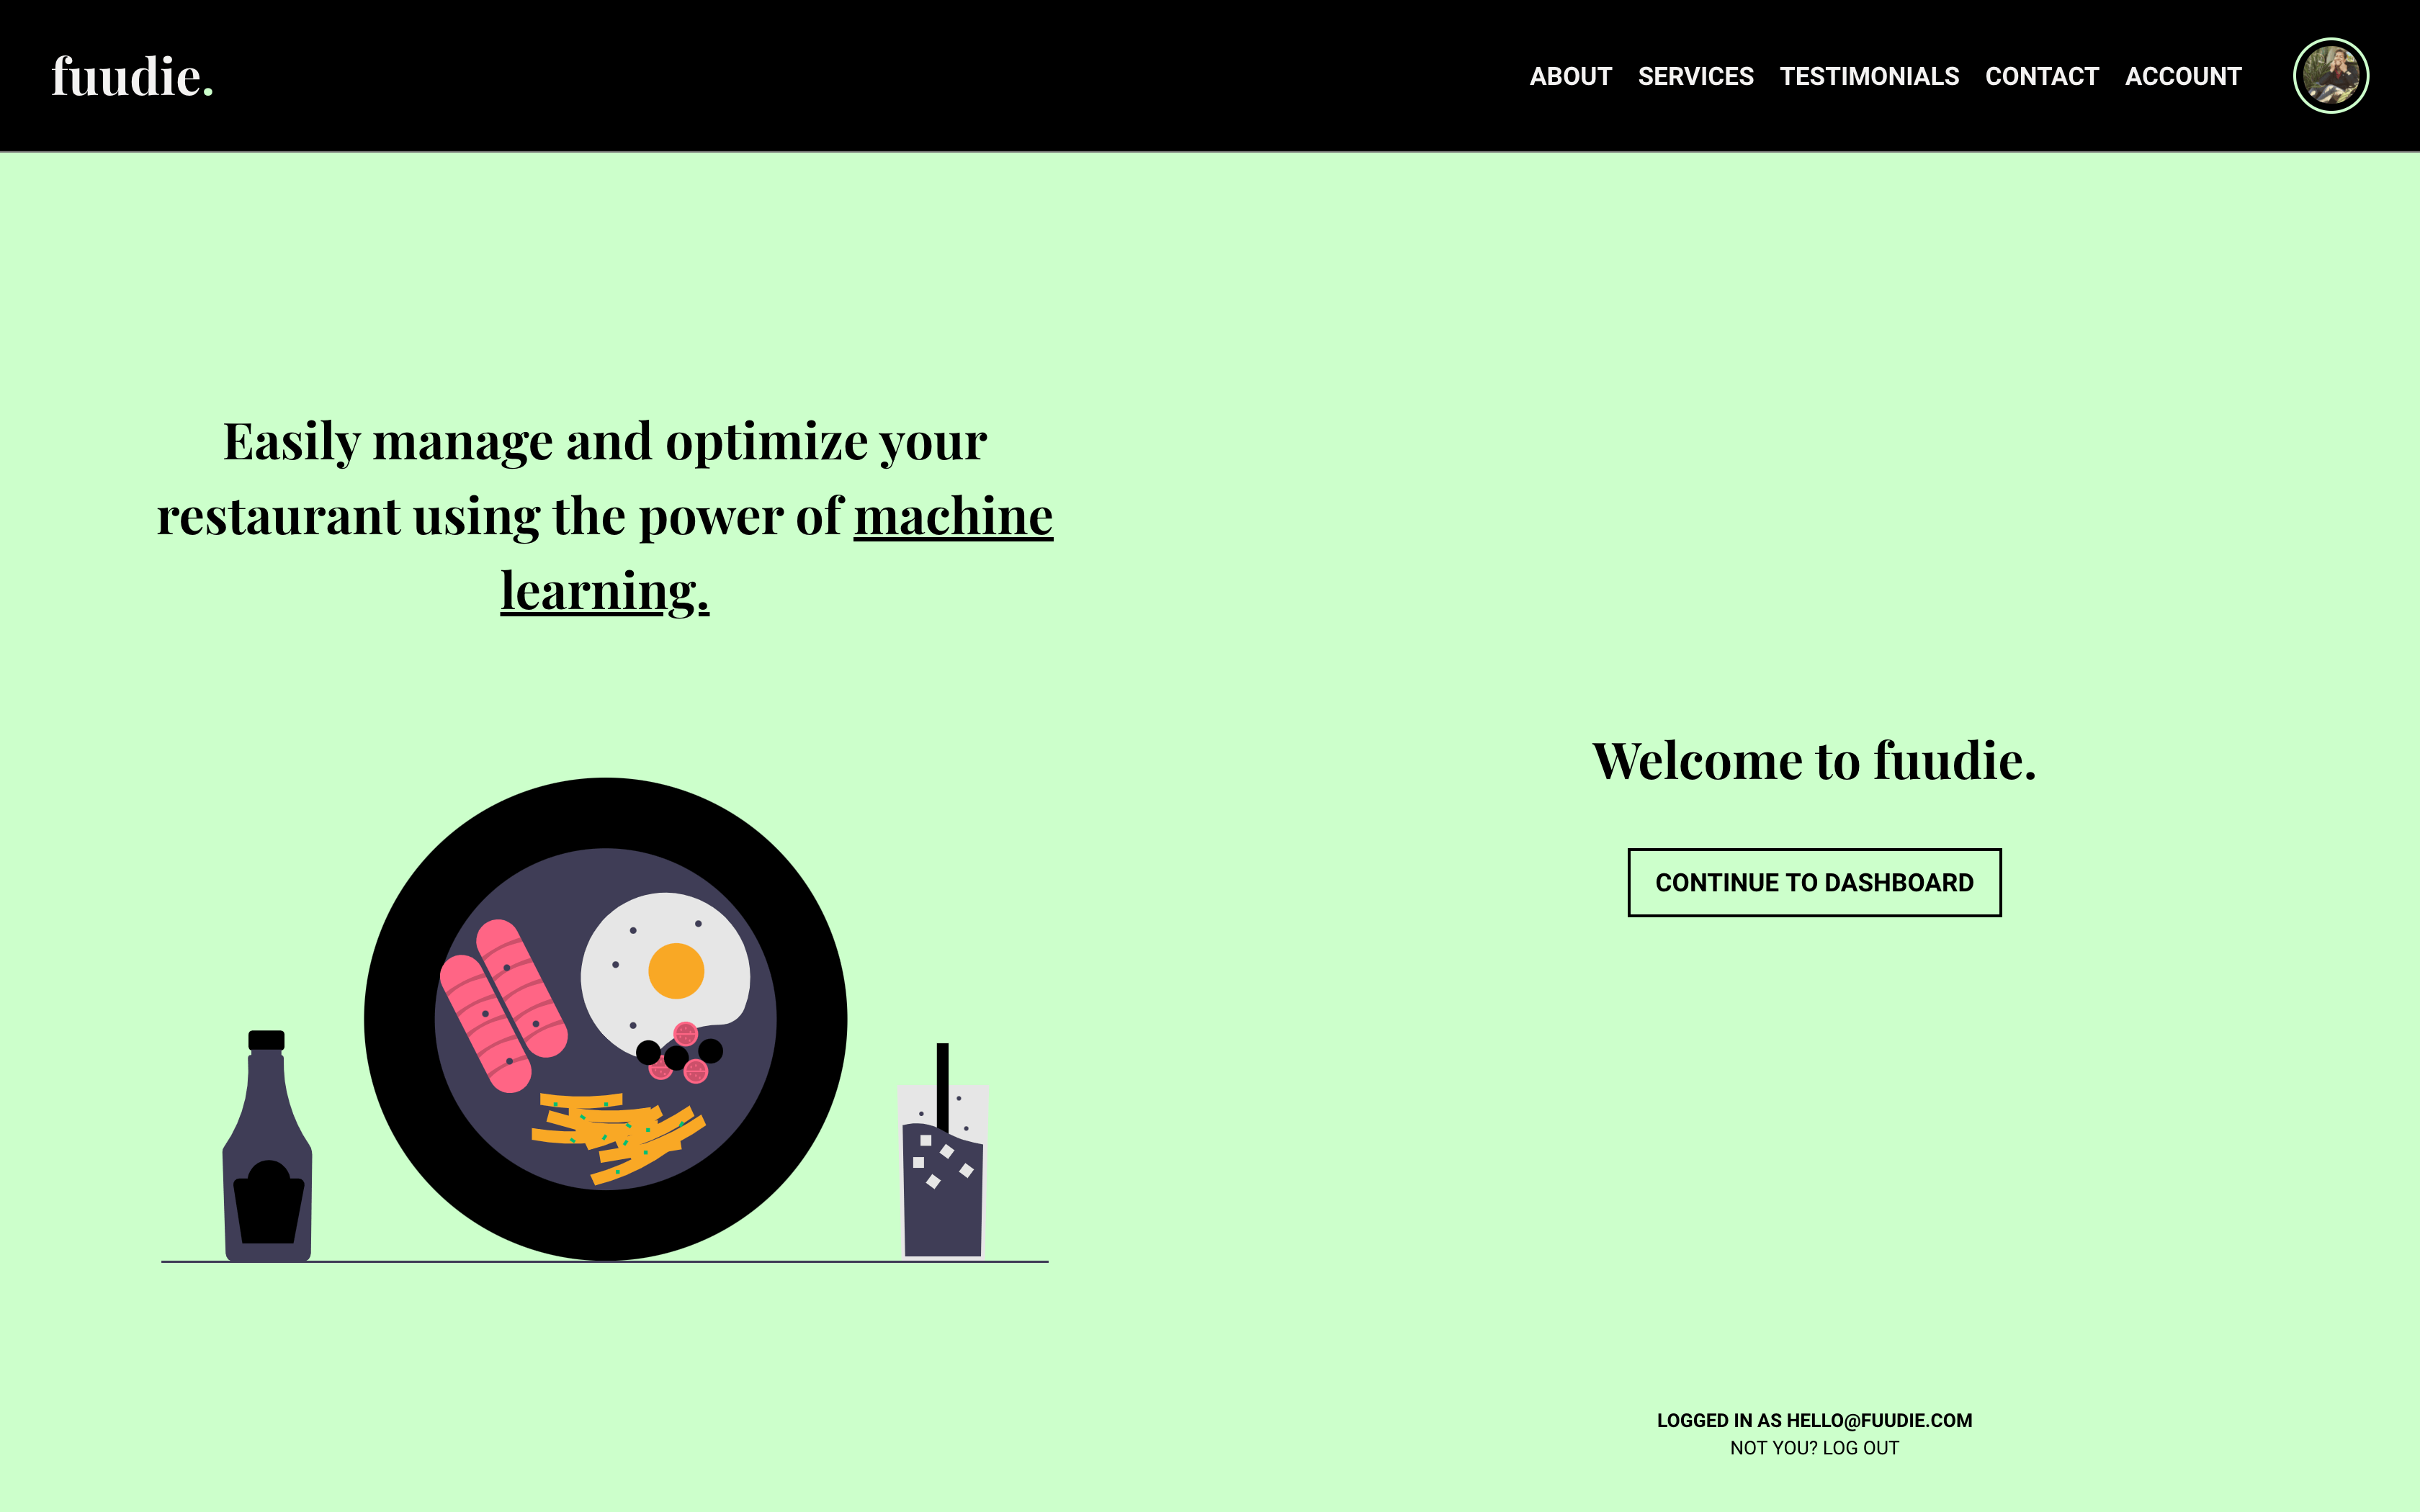 fuudie.
ABOUT SERVICES TESTIMONIALS CONTACT ACCOUNT
Easily manage and optimize your
restaurant using the power of machine
learning.
Welcome to fuudie.
CONTINUE TO DASHBOARD
LOGGED IN AS HELLO@FUUDIE.COM
NOT YOU? LOG OUT